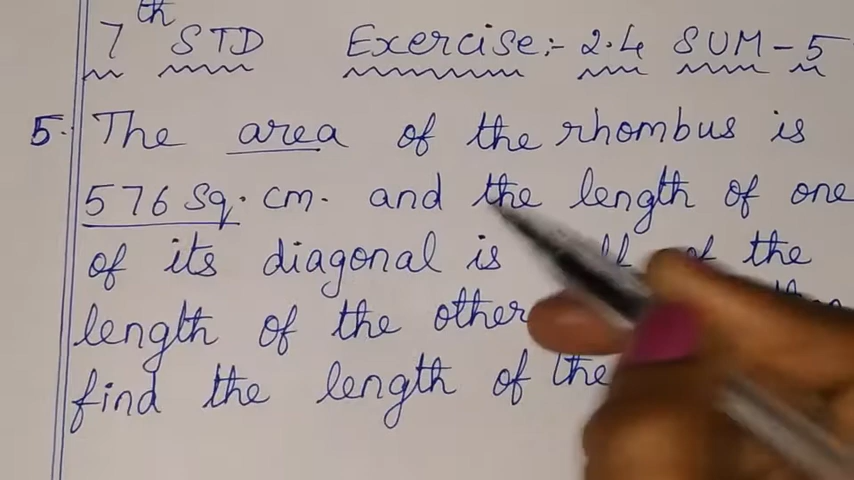 7th STD Exercise:- 2.4 SUM-5
5. The area of the rhombus is
576 sq. cm. and the length of one
of its diagonal is of the
length of the other
find the length of the